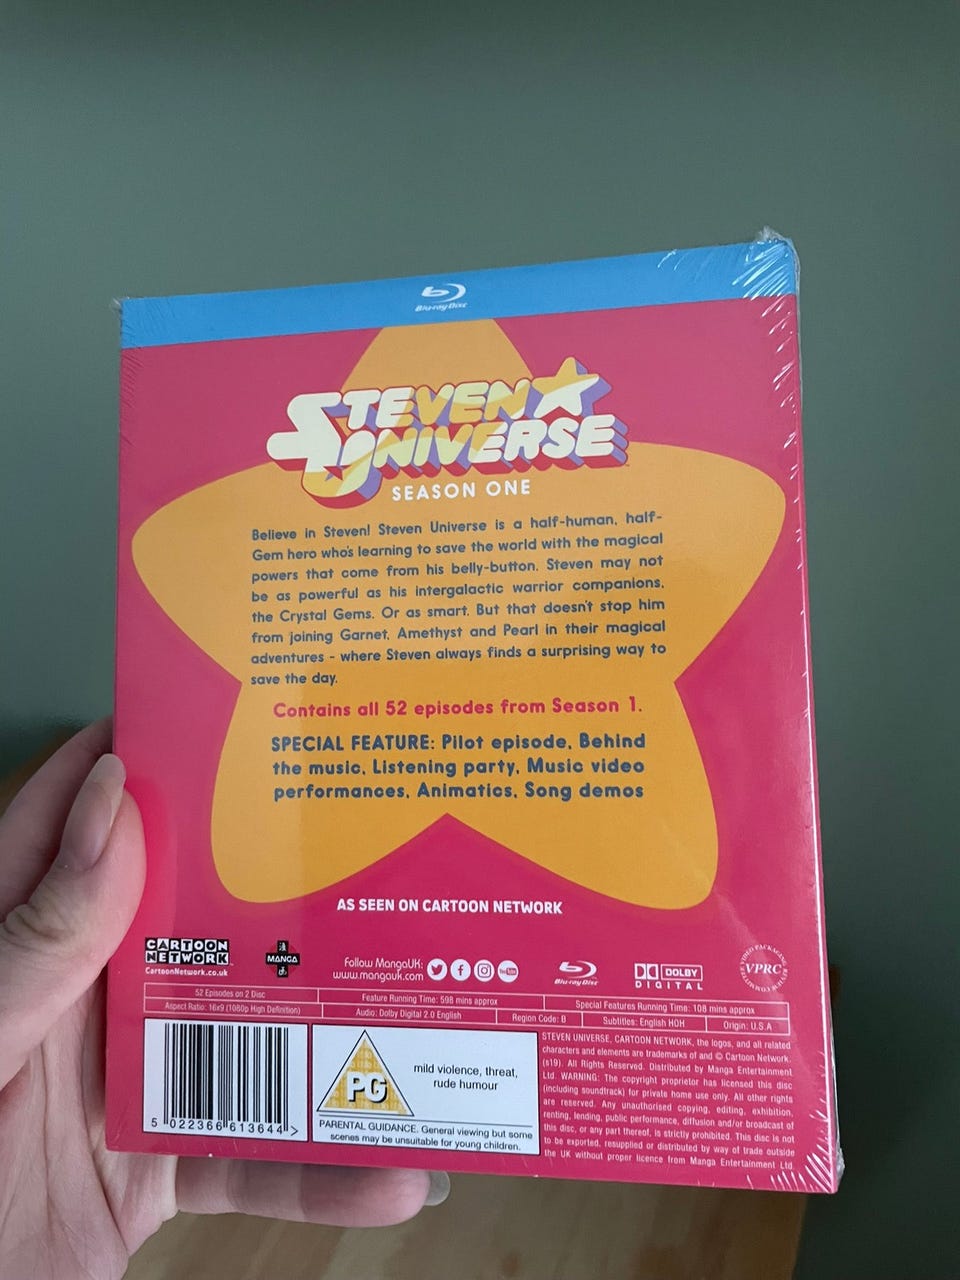 Blu-ray Disc
STEVEN
UNIVERSE
SEASON ONE
Believe in Steven! Steven Universe is a half-human, half-
Gem hero who's learning to save the world with the magical
powers that come from his belly-button. Steven may not
be as powerful as his intergalactic warrior companions,
the Crystal Gems. Or as smart. But that doesn't stop him
from joining Garnet, Amethyst and Pearl in their magical
adventures - where Steven always finds a surprising way to
save the day.
Contains all 52 episodes from Season 1.
SPECIAL FEATURE: Pilot episode, Behind
the music, Listening party, Music video
performances, Animatics, Song demos
AS SEEN ON CARTOON NETWORK
CARTOON
NETWORK
CartoonNetwork.co.uk
MANGA
Follow MangaUK:
www.mangauk.com
Blu-ray Disc
DOLBY
DIGITAL
VIDEO PACKAGING REVIEW COMMITTEE
VPRC
52 Episodes on 2 Disc
Feature Running Time: 598 mins approx
Special Features Running Time: 108 mins approx
Aspect Ratio: 16x9 (1080p High Definition)
Audio: Dolby Digital 2.0 English
Region Code: B
Subtitles: English HOH
Origin: U.S.A
5 022366 613644 >
PG
mild violence, threat,
rude humour
PARENTAL GUIDANCE. General viewing but some
scenes may be unsuitable for young children.
STEVEN UNIVERSE, CARTOON NETWORK, the logos, and all related
characters and elements are trademarks of and © Cartoon Network.
(s19). All Rights Reserved. Distributed by Manga Entertainment
Ltd. WARNING: The copyright proprietor has licensed this disc
(including soundtrack) for private home use only. All other rights
are reserved. Any unauthorised copying, editing, exhibition,
renting, lending, public performance, diffusion and/or broadcast of
this disc, or any part thereof, is strictly prohibited. This disc is not
to be exported, resupplied or distributed by way of trade outside
the UK without proper licence from Manga Entertainment Ltd.